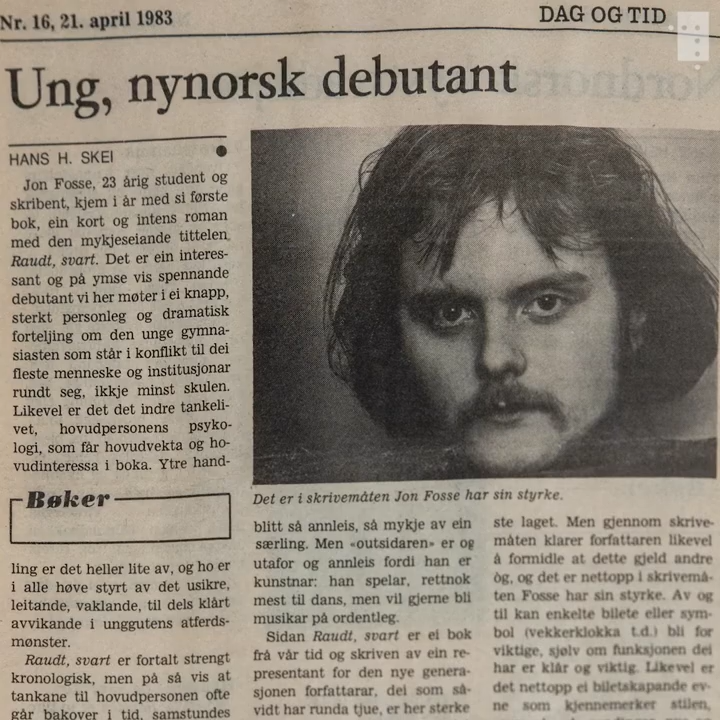 Nr. 16, 21. april 1983
DAG OG TID
Ung, nynorsk debutant
HANS H. SKEI
Jon Fosse, 23 årig student og
skribent, kjem i år med si første
bok, ein kort og intens roman
med den mykjeseiande tittelen
Raudt, svart. Det er ein interes-
sant og på ymse vis spennande
debutant vi her møter i ei knapp,
sterkt personleg og dramatisk
forteljing om den unge gymna-
siasten som står i konflikt til dei
fleste menneske og institusjonar
rundt seg, ikkje minst skulen.
Likevel er det det indre tankeli-
vet, hovudpersonens psyko-
logi, som får hovudvekta og ho-
vudinteressa i boka. Ytre hand-
Bøker
ling er det heller lite av, og ho er
i alle høve styrt av det usikre,
leitande, vaklande, til dels klårt
avvikande i unggutens atferds-
mønster.
Raudt, svart er fortalt strengt
kronologisk, men på så vis at
tankane til hovudpersonen ofte
går bakover i tid, samstundes
Det er i skrivemåten Jon Fosse har sin styrke.
blitt så annleis, så mykje av ein
særling. Men «outsidaren» er og
utafor og annleis fordi han er
kunstnar: han spelar, rettnok
mest til dans, men vil gjerne bli
musikar på ordentleg.
Sidan Raudt, svart er ei bok
frå vår tid og skriven av ein re-
presentant for den nye genera-
sjonen forfattarar, dei som så-
vidt har runda tjue, er her sterke
ste laget. Men gjennom skrive-
måten klarer forfattaren likevel
å formidle at dette gjeld andre
òg, og det er nettopp i skrivemå-
ten Fosse har sin styrke. Av og
til kan enkelte bilete eller sym-
bol (vekkerklokka t.d.) bli for
viktige, sjølv om funksjonen dei
har er klår og viktig. Likevel er
det nettopp ei biletskapande ev-
ne som kjennemerker stilen,